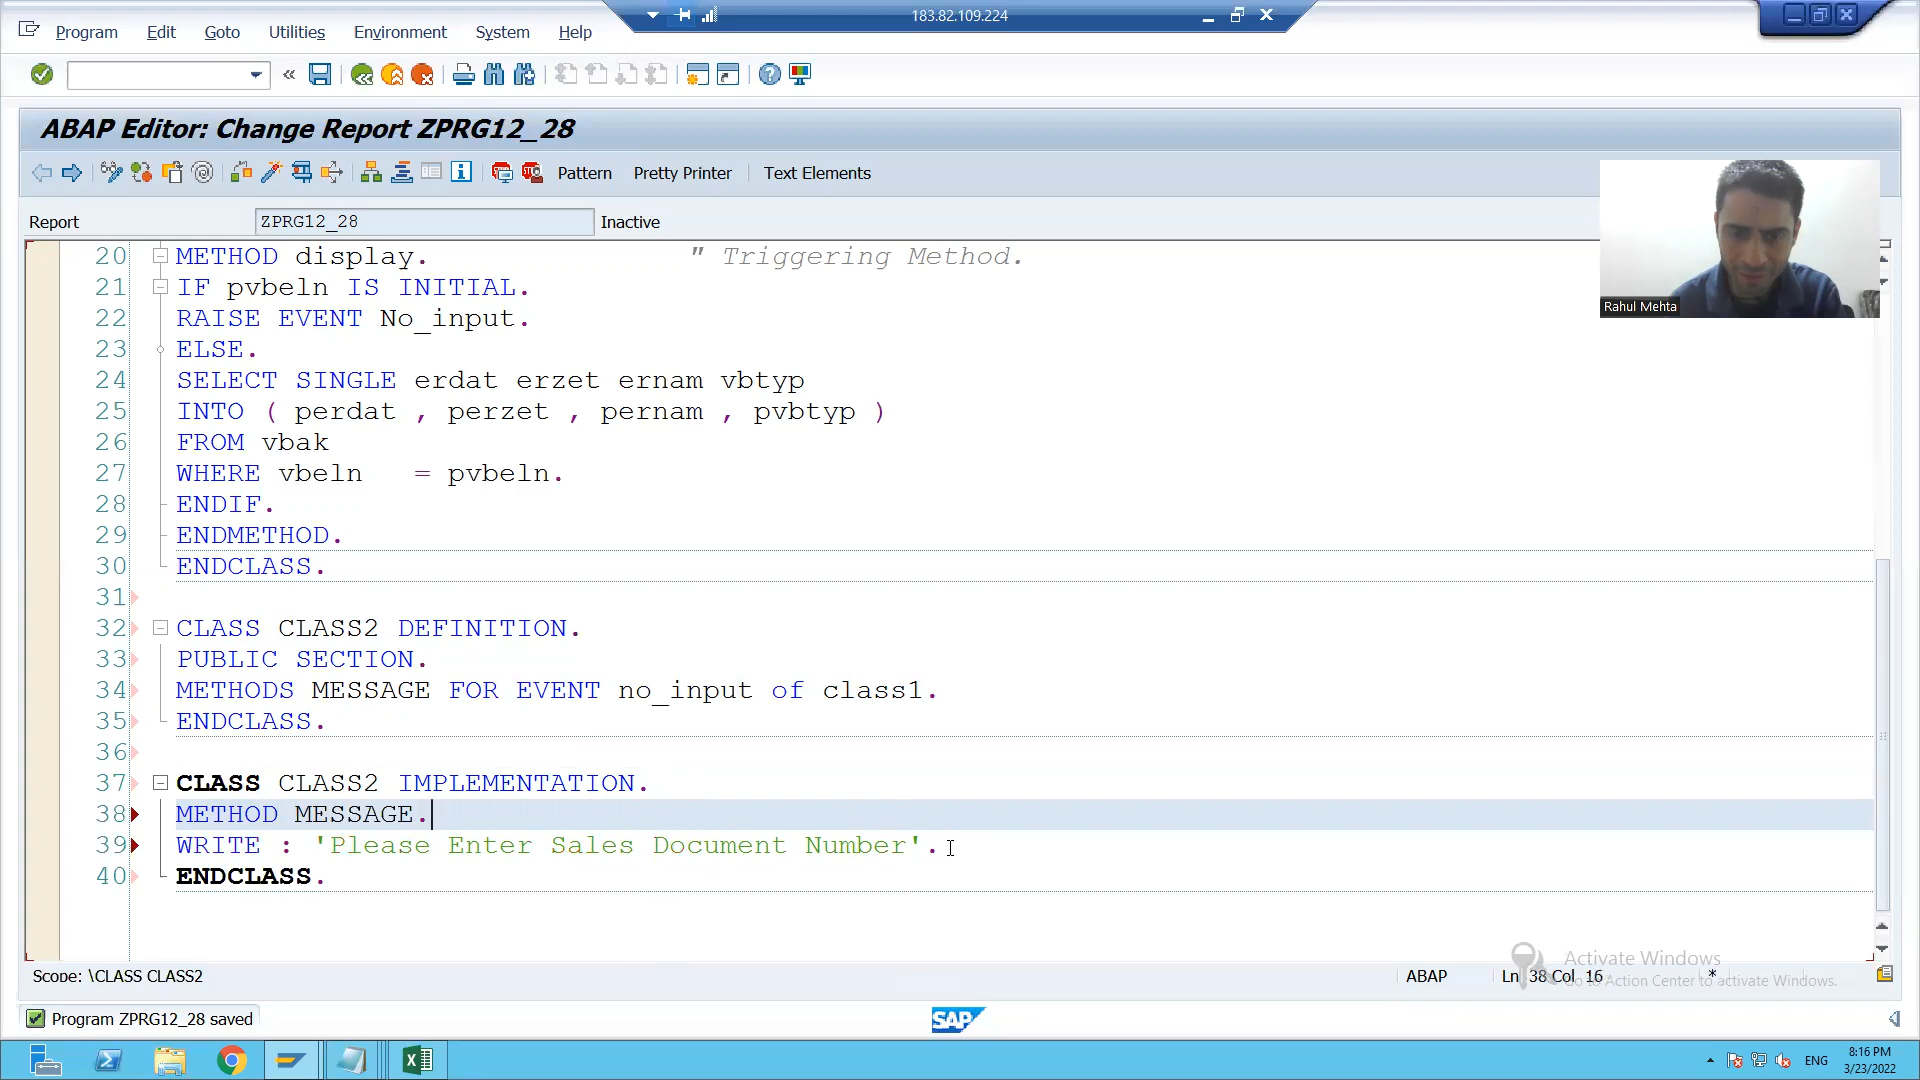 183.82.109.224
Program Edit Goto Utilities Environment System Help
ABAP Editor: Change Report ZPRG12_28
Pattern Pretty Printer Text Elements
Report ZPRG12_28 Inactive
20 METHOD display. " Triggering Method.
21 IF pvbeln IS INITIAL.
22 RAISE EVENT No_input.
23 ELSE.
24 SELECT SINGLE erdat erzet ernam vbtyp
25 INTO ( perdat , perzet , pernam , pvbtyp )
26 FROM vbak
27 WHERE vbeln = pvbeln.
28 ENDIF.
29 ENDMETHOD.
30 ENDCLASS.
31
32 CLASS CLASS2 DEFINITION.
33 PUBLIC SECTION.
34 METHODS MESSAGE FOR EVENT no_input of class1.
35 ENDCLASS.
36
37 CLASS CLASS2 IMPLEMENTATION.
38 METHOD MESSAGE.
39 WRITE : 'Please Enter Sales Document Number'.
40 ENDCLASS.
Rahul Mehta
Activate Windows
Go to Action Center to activate Windows.
Scope: \CLASS CLASS2 ABAP Ln 38 Col 16 *
Program ZPRG12_28 saved
SAP
ENG
8:16 PM
3/23/2022